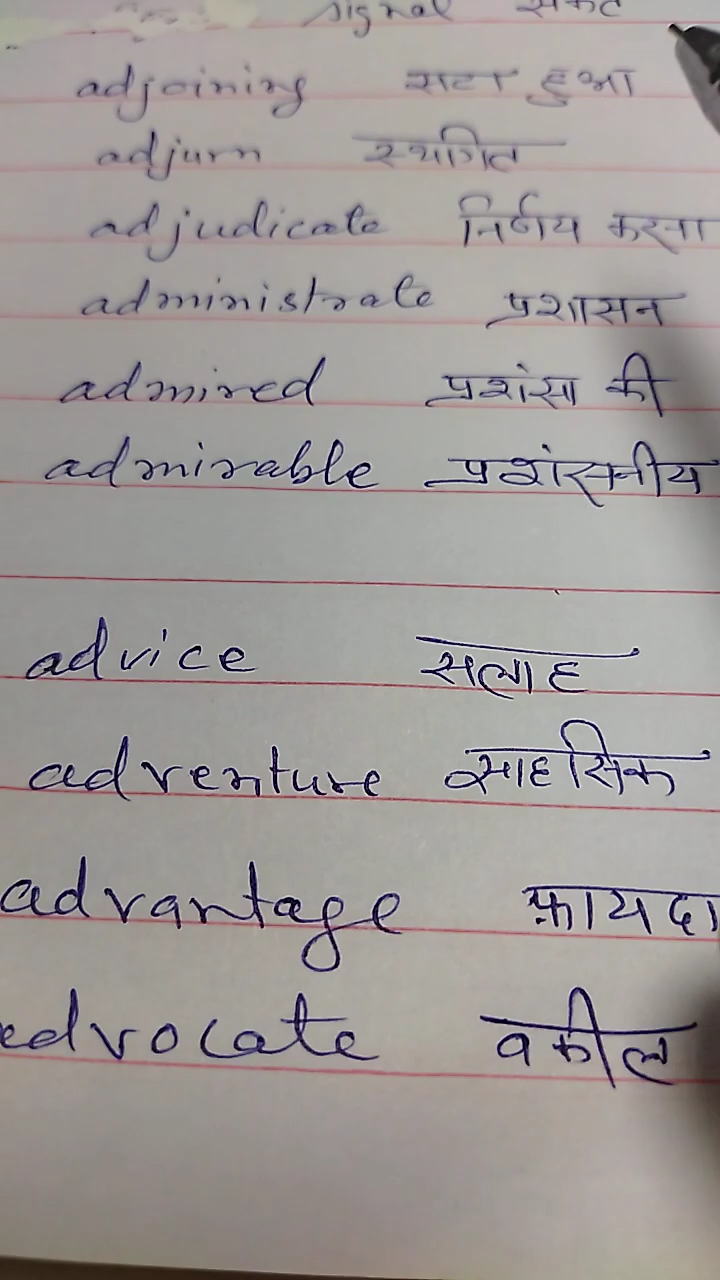 signal संकेत
adjoining सटा हुआ
adjurn स्थगित
adjudicate निर्णय करना
administrate प्रशासन
admired प्रशंसा की
admirable प्रशंसनीय
advice सलाह
adventure साहसिक
advantage फ़ायदा
advocate वकील